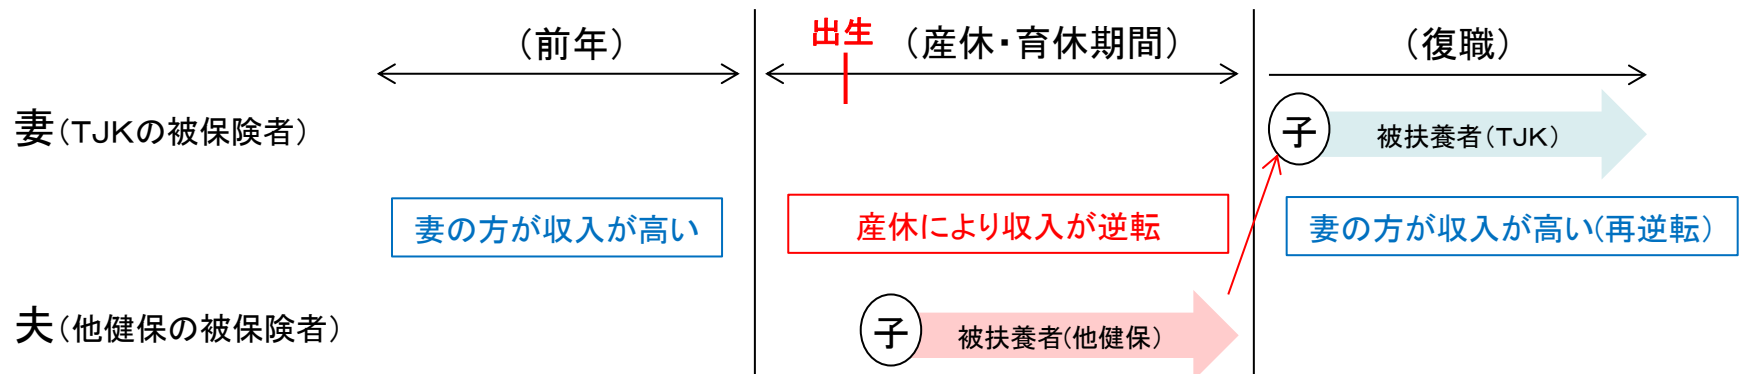 （前年）
出生
（産休・育休期間）
（復職）
妻（TJKの被保険者）
子
被扶養者（TJK）
妻の方が収入が高い
産休により収入が逆転
妻の方が収入が高い（再逆転）
夫（他健保の被保険者）
子
被扶養者（他健保）